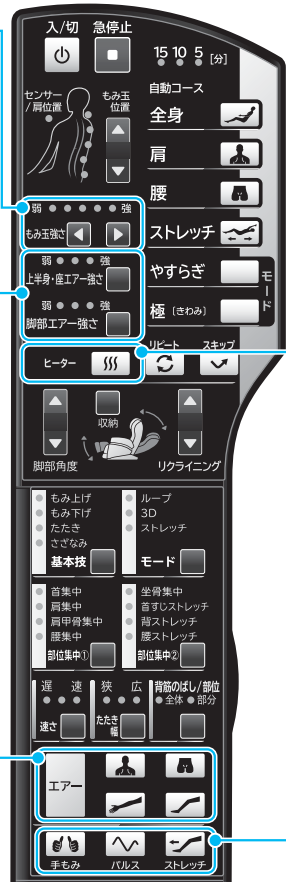 入/切 急停止
15 10 5 [分]
センサー
/肩位置
もみ玉
位置
自動コース
全身
肩
腰
弱 強
もみ玉強さ
ストレッチ
弱 強
上半身・座エアー強さ
やすらぎ
弱 強
脚部エアー強さ
極 [きわみ]
モード
ヒーター
リピート スキップ
収納
脚部角度
リクライニング
もみ上げ
もみ下げ
たたき
さざなみ
基本技
ループ
3D
ストレッチ
モード
首集中
肩集中
肩甲骨集中
腰集中
部位集中①
坐骨集中
首すじストレッチ
背ストレッチ
腰ストレッチ
部位集中②
遅 速
速さ
狭 広
たたき
幅
背筋のばし/部位
全体 部分
エアー
手もみ
パルス
ストレッチ